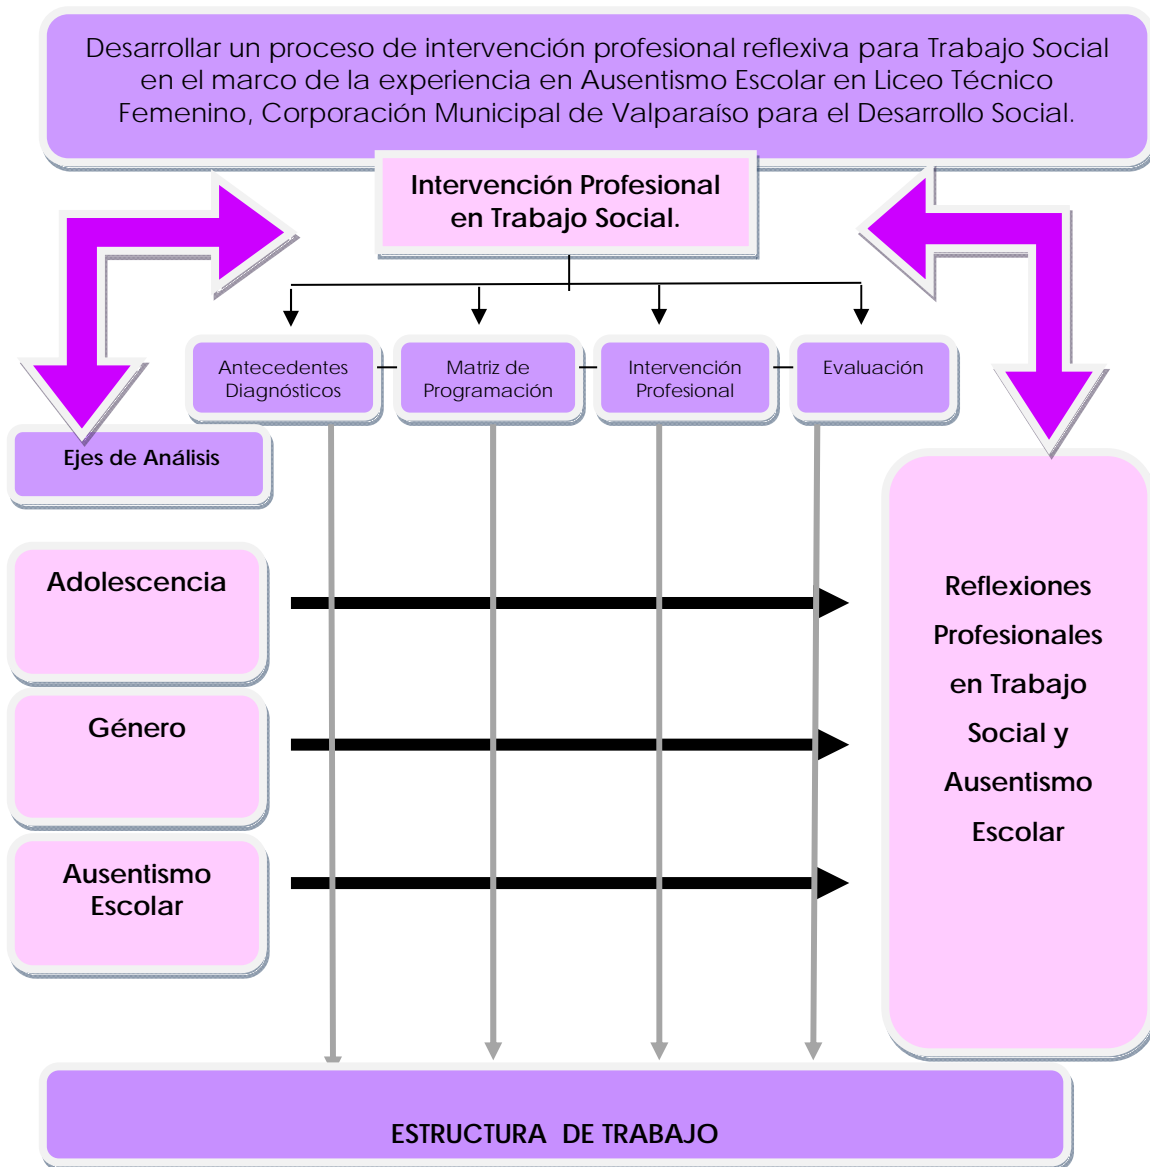 Desarrollar un proceso de intervención profesional reflexiva para Trabajo Social
en el marco de la experiencia en Ausentismo Escolar en Liceo Técnico
Femenino, Corporación Municipal de Valparaíso para el Desarrollo Social.
Intervención Profesional
en Trabajo Social.
Antecedentes
Diagnósticos
Matriz de
Programación
Intervención
Profesional
Evaluación
Ejes de Análisis
Adolescencia
Género
Ausentismo
Escolar
Reflexiones
Profesionales
en Trabajo
Social y
Ausentismo
Escolar
ESTRUCTURA DE TRABAJO